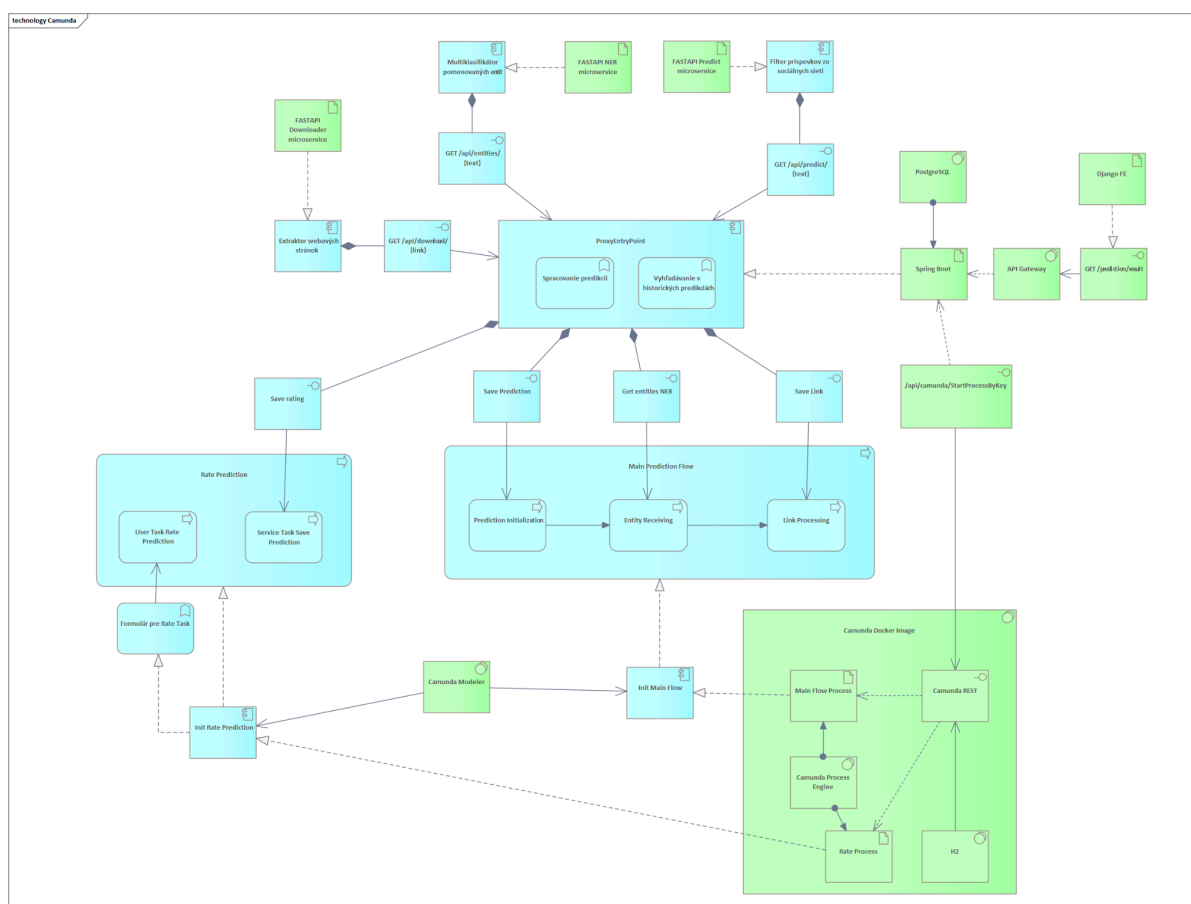 technology Camunda
Multiklasifikátor
pomenovaných entít
FASTAPI NER
microservice
FASTAPI Predict
microservice
Filter príspevkov zo
sociálnych sietí
FASTAPI
Downloader
microservice
GET /api/entities/
{text}
GET /api/predict/
{text}
PostgreSQL
Django FE
Extraktor webových
stránok
GET /api/download/
{link}
ProxyEntryPoint
Spracovanie predikcií
Vyhľadávanie v
historických predikciách
Spring Boot
API Gateway
GET /prediction/result
Save rating
Save Prediction
Get entities NER
Save Link
/api/camunda/StartProcessByKey
Rate Prediction
User Task Rate
Prediction
Service Task Save
Prediction
Main Prediction Flow
Prediction Initialization
Entity Receiving
Link Processing
Formulár pre Rate Task
Camunda Docker Image
Camunda Modeler
Init Main Flow
Main Flow Process
Camunda REST
Init Rate Prediction
Camunda Process
Engine
Rate Process
H2